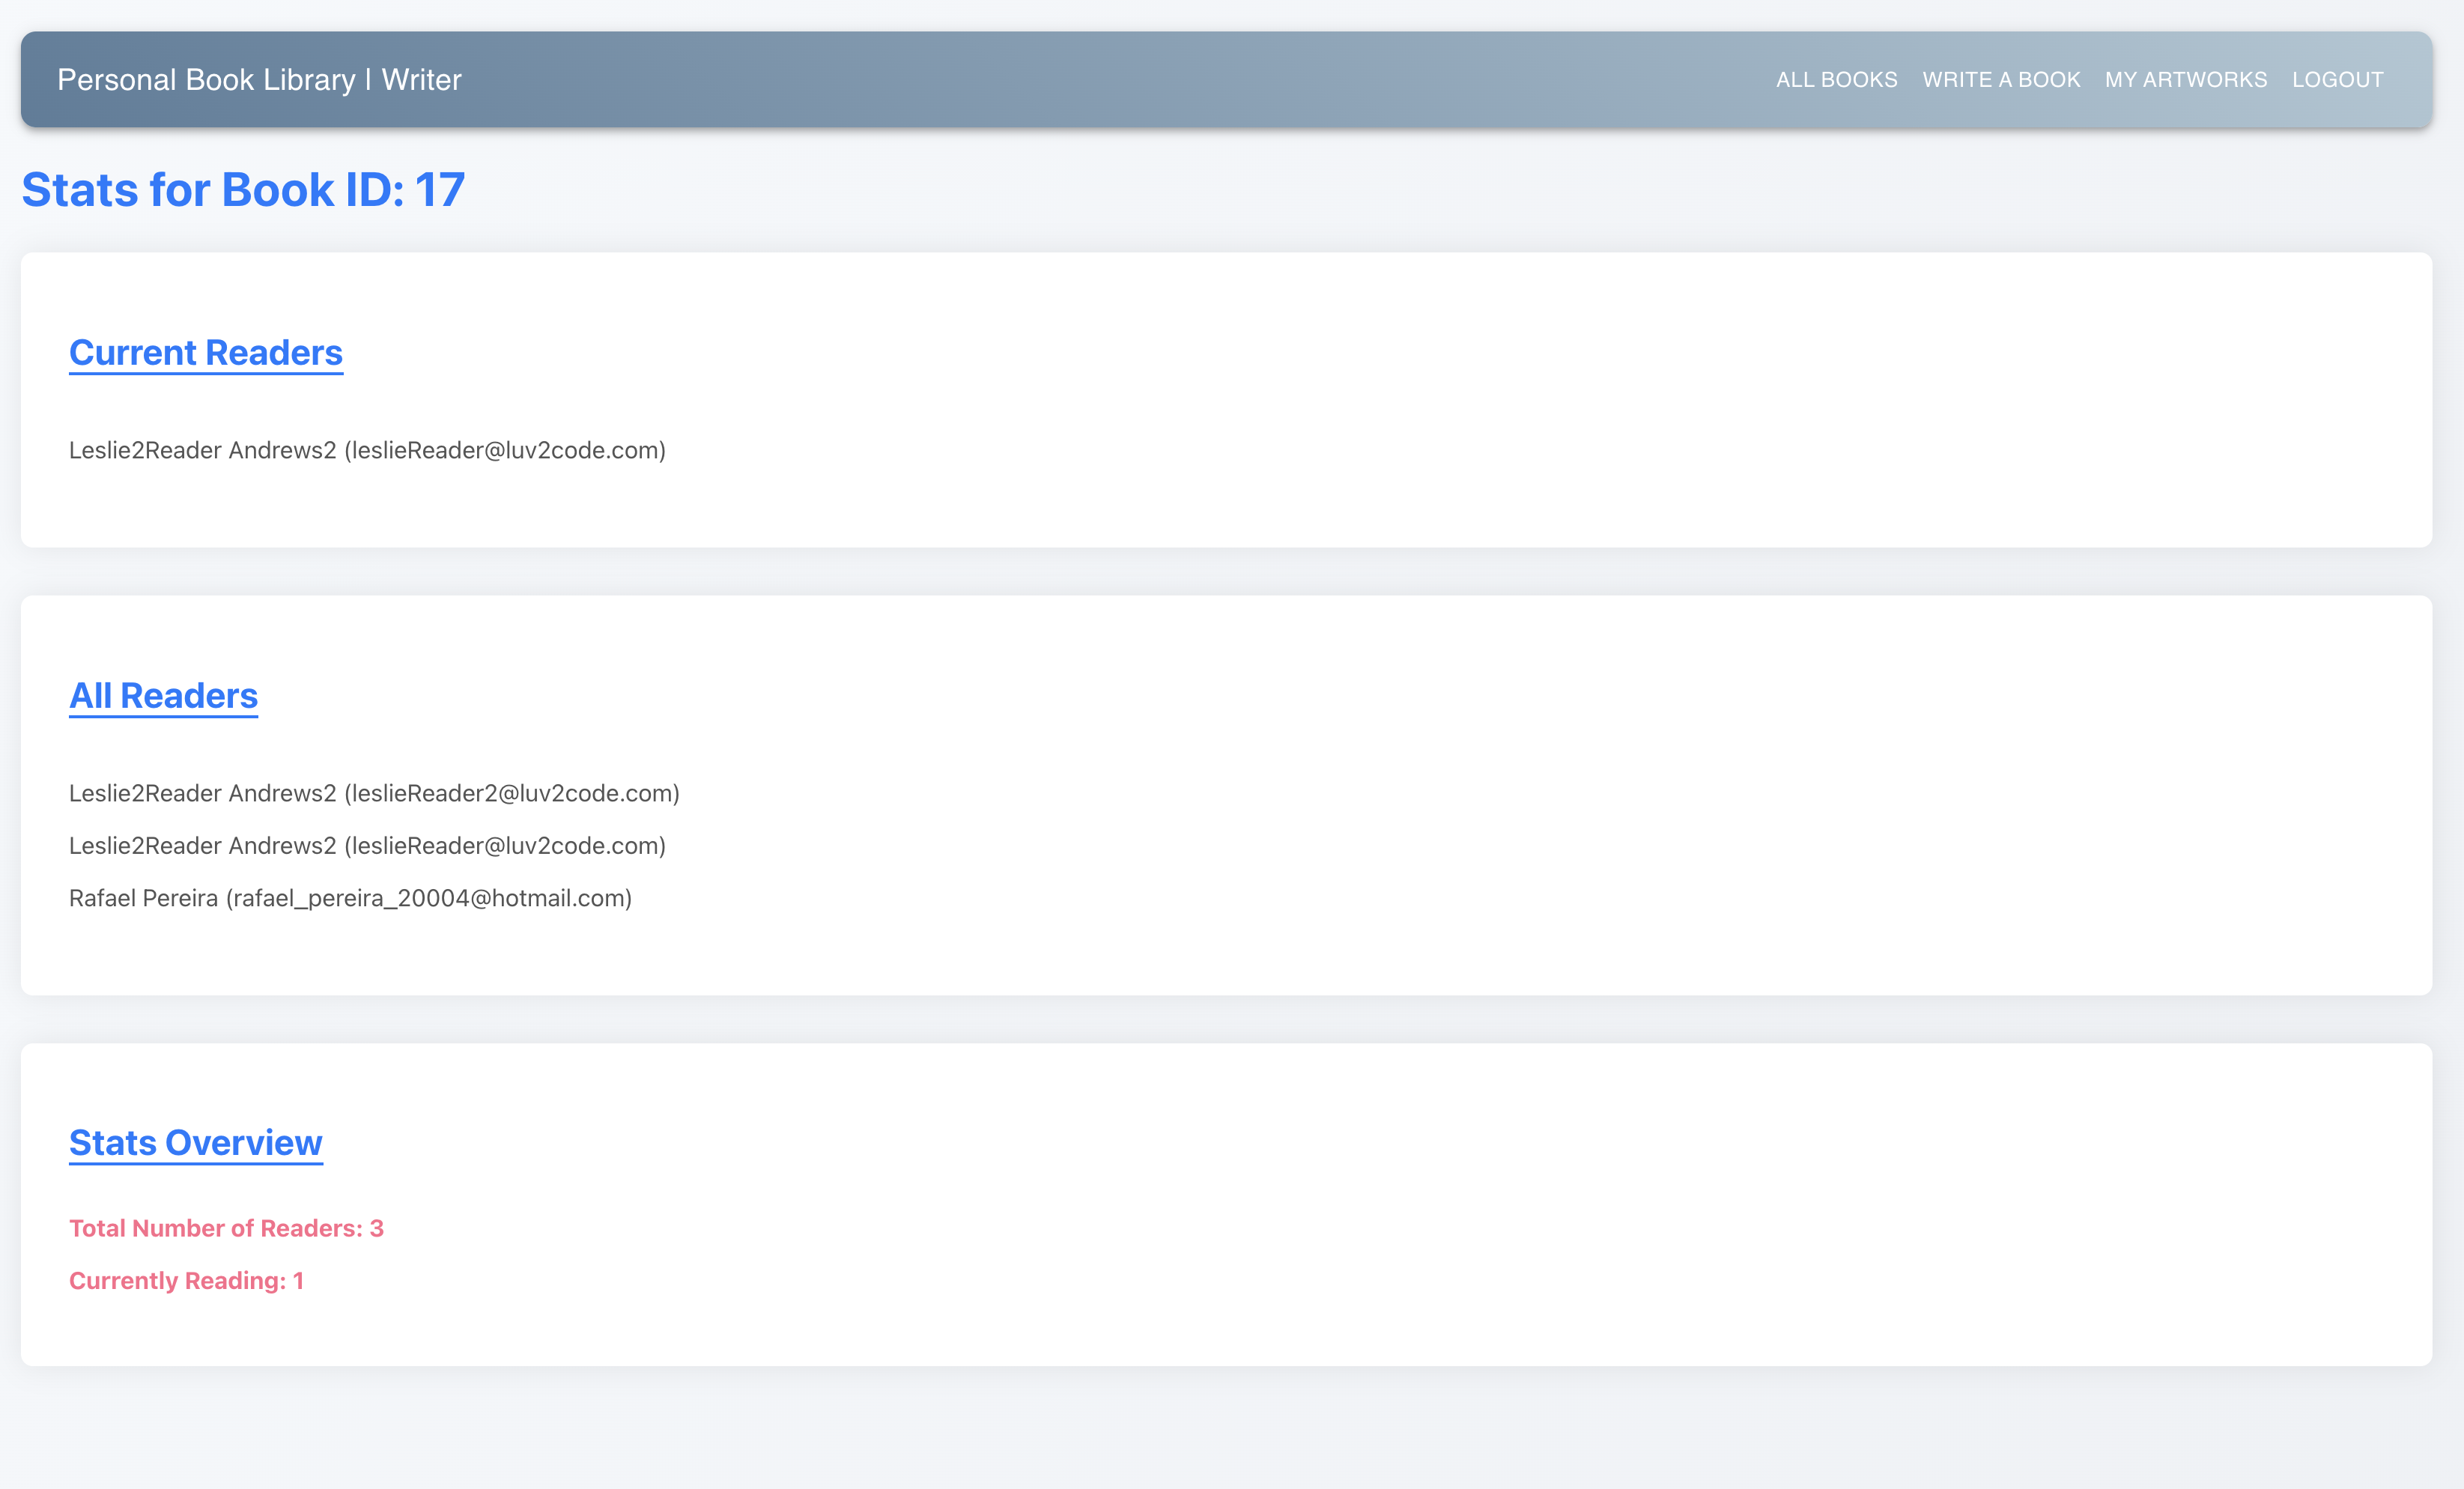 Personal Book Library | Writer
ALL BOOKS WRITE A BOOK MY ARTWORKS LOGOUT
Stats for Book ID: 17
Current Readers
Leslie2Reader Andrews2 (leslieReader@luv2code.com)
All Readers
Leslie2Reader Andrews2 (leslieReader2@luv2code.com)
Leslie2Reader Andrews2 (leslieReader@luv2code.com)
Rafael Pereira (rafael_pereira_20004@hotmail.com)
Stats Overview
Total Number of Readers: 3
Currently Reading: 1